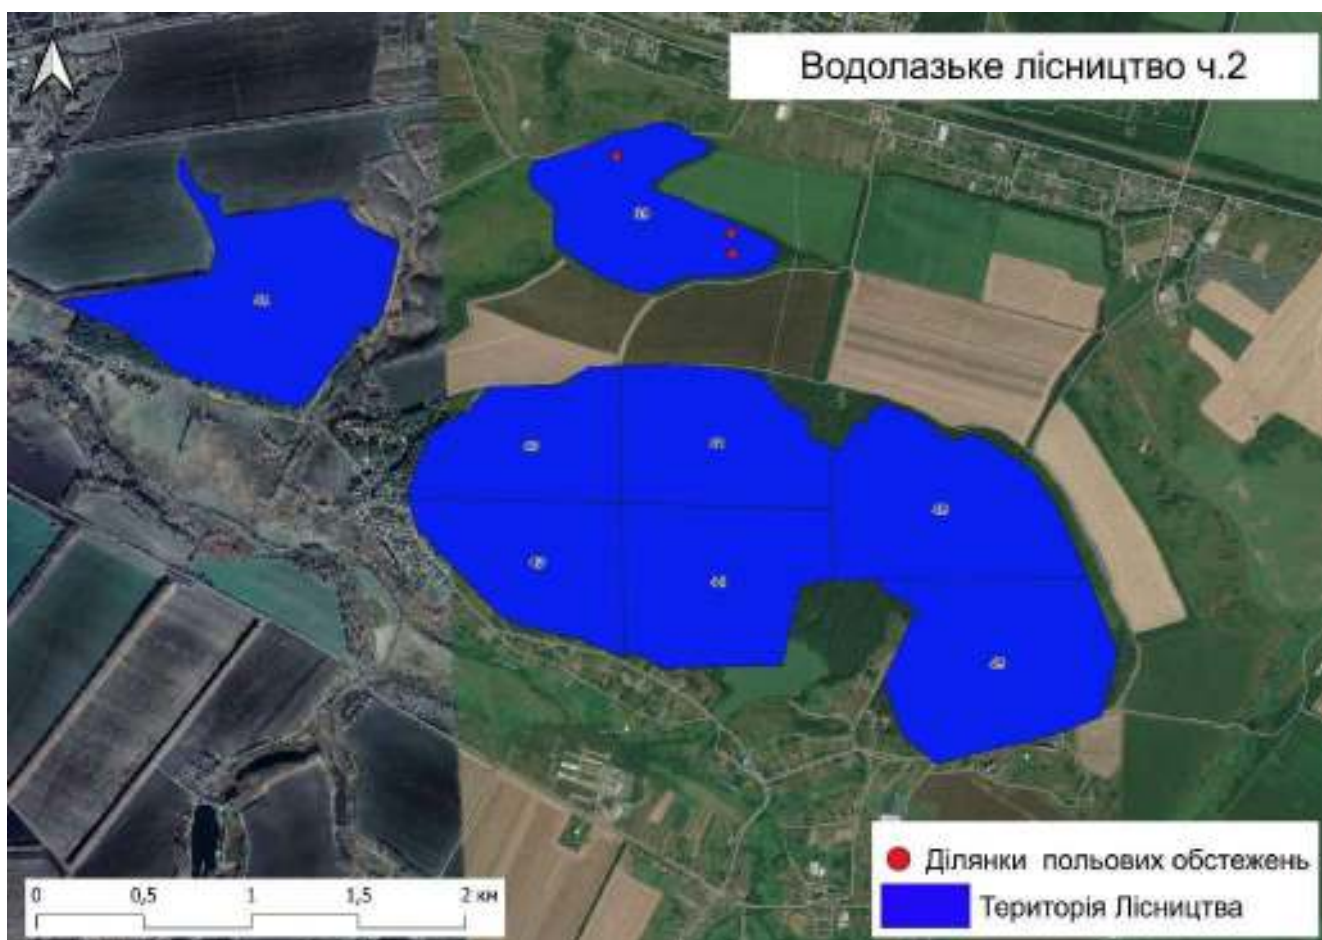 Водолазьке лісництво ч.2
Ділянки польових обстежень
Територія Лісництва
0 0,5 1 1,5 2 км